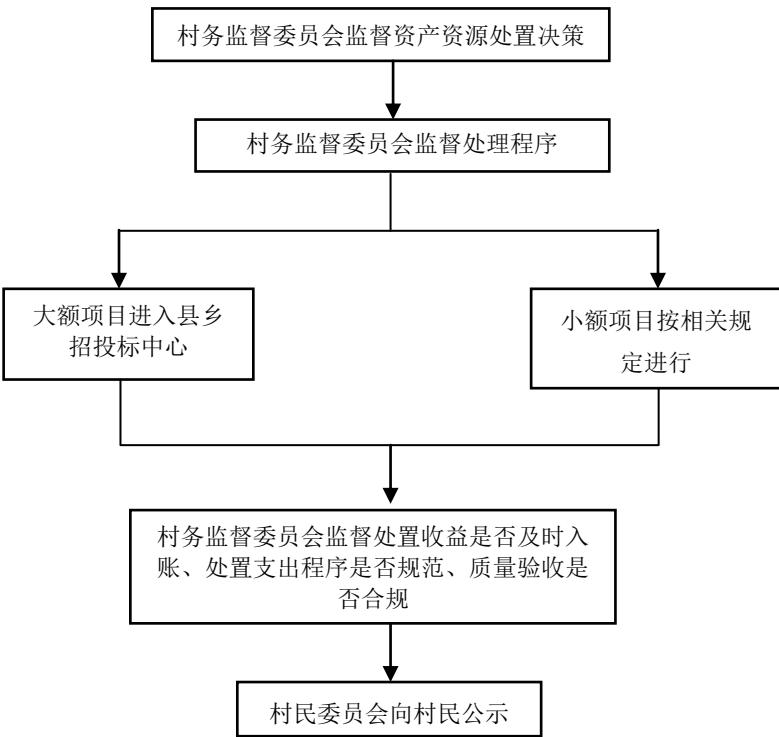 村务监督委员会监督资产资源处置决策
村务监督委员会监督处理程序
大额项目进入县乡
招投标中心
小额项目按相关规
定进行
村务监督委员会监督处置收益是否及时入
账、处置支出程序是否规范、质量验收是
否合规
村民委员会向村民公示